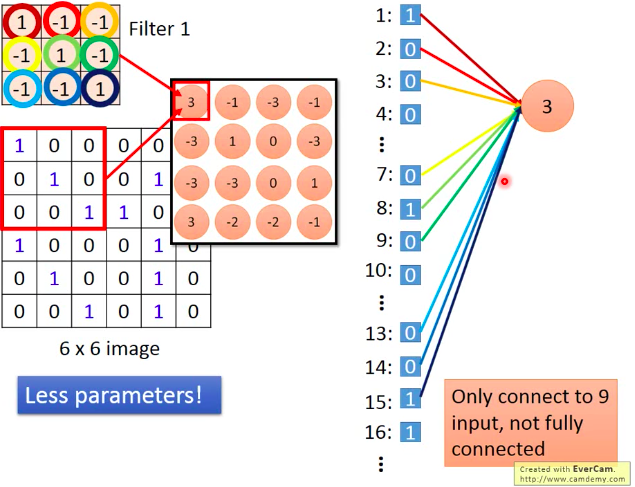 1 -1 -1
-1 1 -1
-1 -1 1
Filter 1
3 -1 -3 -1
-3 1 0 -3
-3 -3 0 1
3 -2 -2 -1
1 0 0 0 0
0 1 0 0 1
0 0 1 1 0
1 0 0 0 1 0
0 1 0 0 1 0
0 0 1 0 1 0
6 x 6 image
Less parameters!
1: 1
2: 0
3: 0
4: 0
⋮
7: 0
8: 1
9: 0
10: 0
⋮
13: 0
14: 0
15: 1
16: 1
⋮
3
Only connect to 9
input, not fully
connected
Created with EverCam.
http://www.camdemy.com